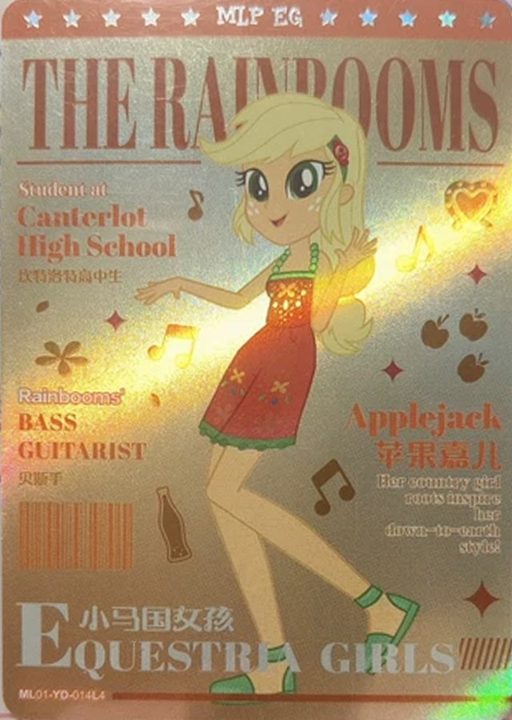 MLP EG
THE RAINBOOMS
Student at
Canterlot
High School
坎特洛特高中生
Rainbooms'
BASS
GUITARIST
贝斯手
Applejack
苹果嘉儿
Her country girl
roots inspire
her
down-to-earth
style!
小马国女孩
EQUESTRIA GIRLS
ML01-YD-014L4